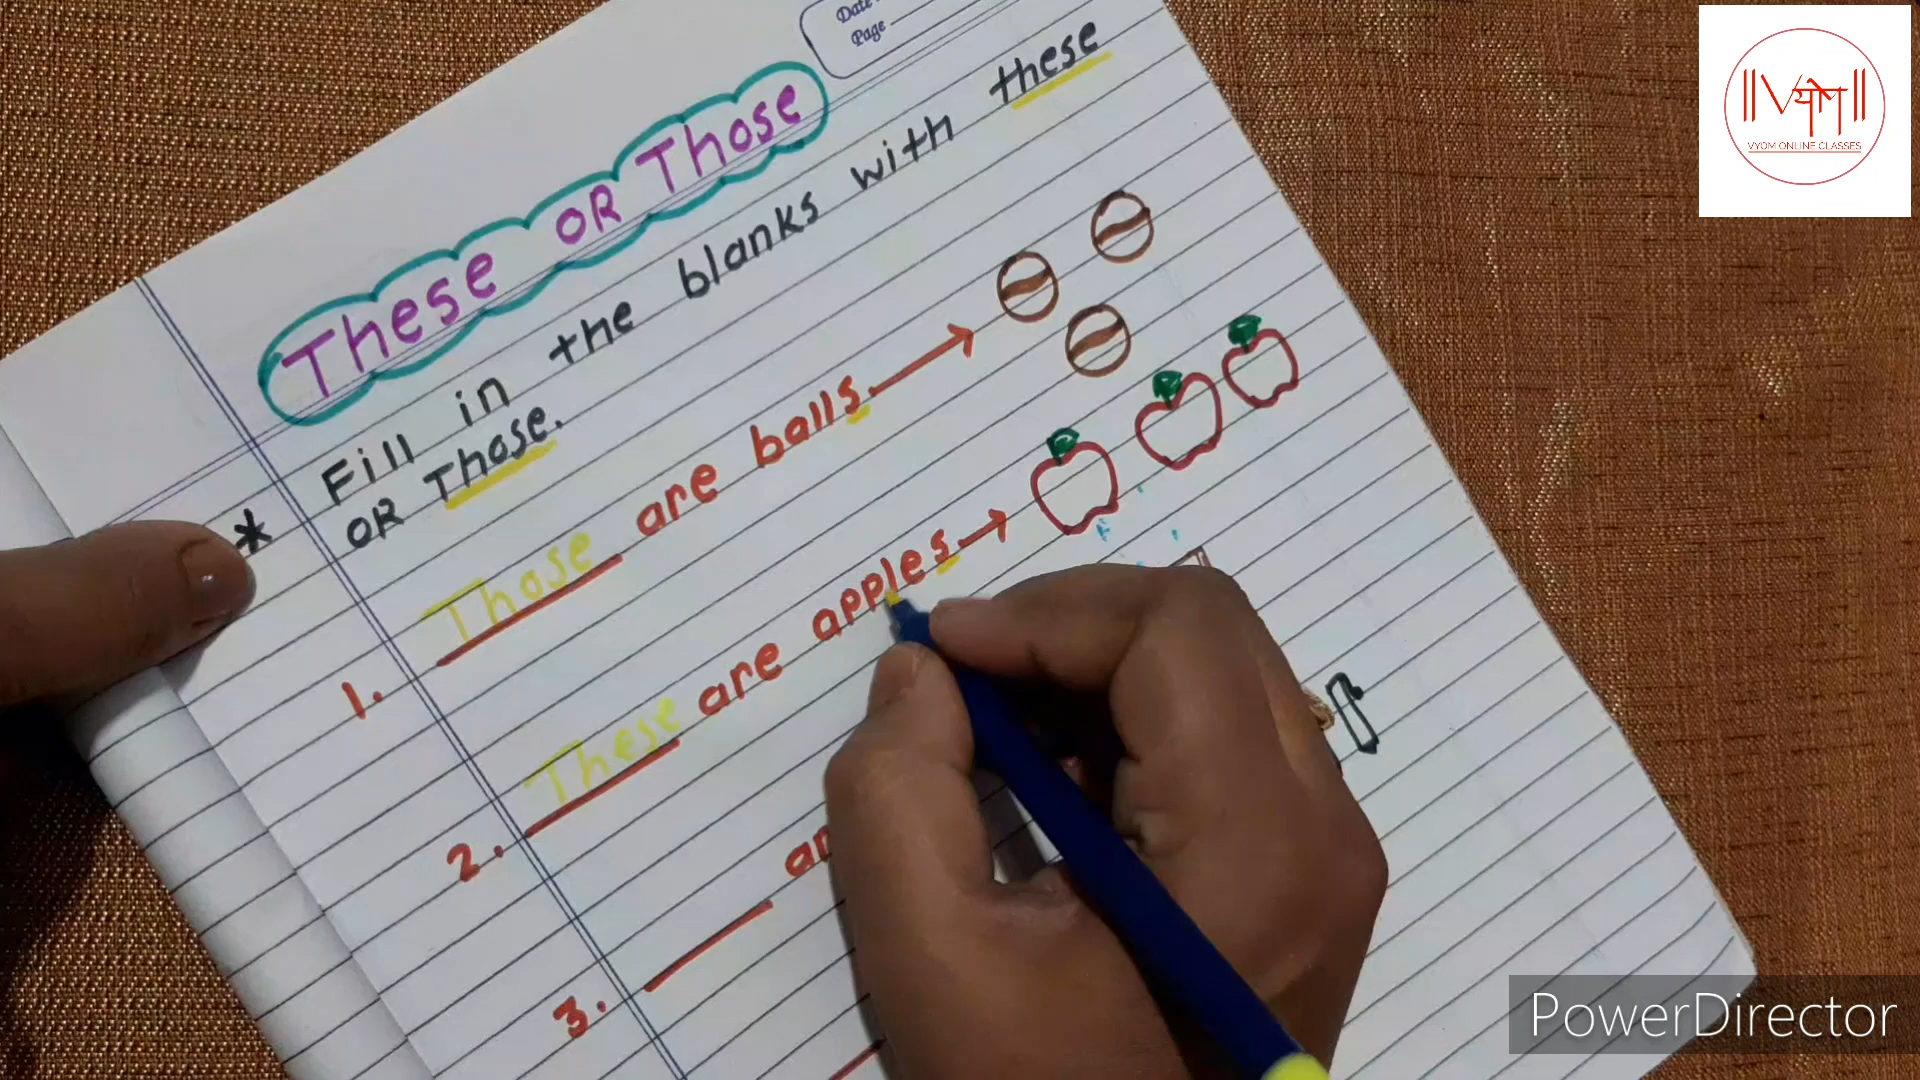 Date
Page
These OR Those
* Fill in the blanks with these
OR Those.
1. Those are balls.
2. These are apples
3.
||व्योम||
VYOM ONLINE CLASSES
PowerDirector